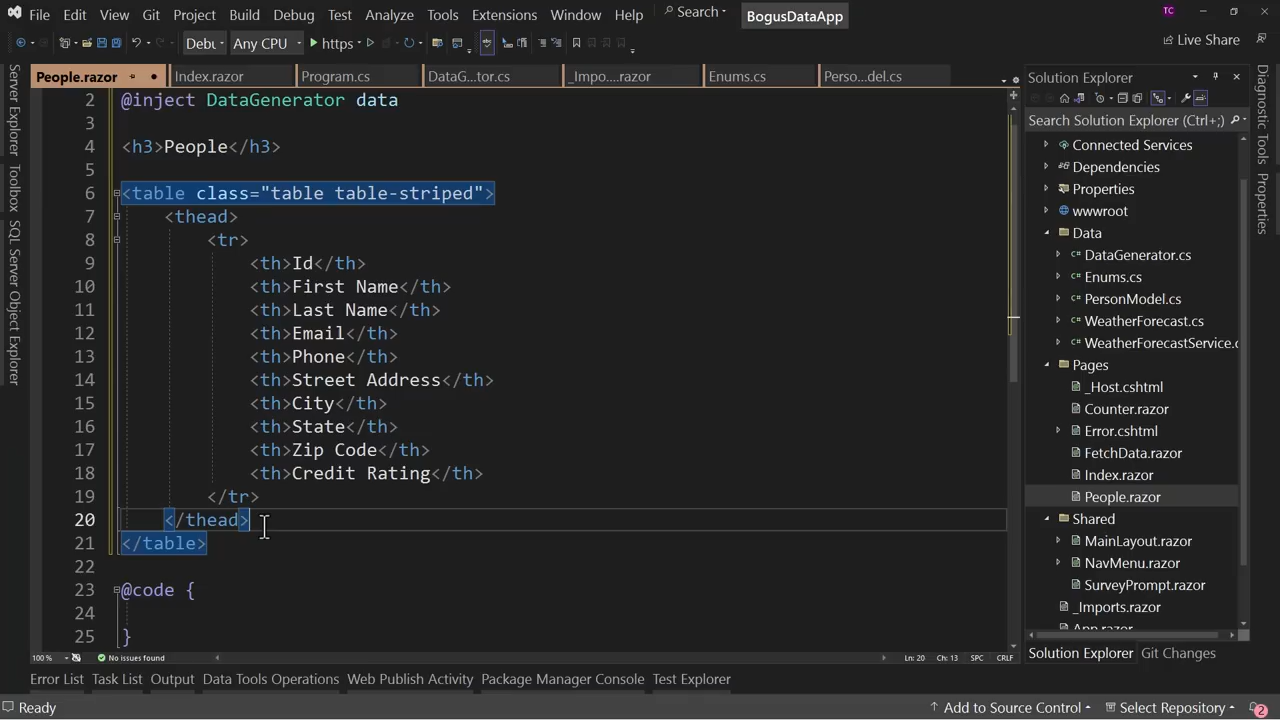 File Edit View Git Project Build Debug Test Analyze Tools Extensions Window Help Search BogusDataApp TC
Debu Any CPU https Live Share
People.razor Index.razor Program.cs DataG...tor.cs _Impo....razor Enums.cs Perso...del.cs
Server Explorer
Toolbox
SQL Server Object Explorer
2 @inject DataGenerator data
3
4 <h3>People</h3>
5
6 <table class="table table-striped">
7 <thead>
8 <tr>
9 <th>Id</th>
10 <th>First Name</th>
11 <th>Last Name</th>
12 <th>Email</th>
13 <th>Phone</th>
14 <th>Street Address</th>
15 <th>City</th>
16 <th>State</th>
17 <th>Zip Code</th>
18 <th>Credit Rating</th>
19 </tr>
20 </thead>
21 </table>
22
23 @code {
24
25 }
100 % No issues found Ln: 20 Ch: 13 SPC CRLF
Solution Explorer
Search Solution Explorer (Ctrl+;)
Connected Services
Dependencies
Properties
wwwroot
Data
DataGenerator.cs
Enums.cs
PersonModel.cs
WeatherForecast.cs
WeatherForecastService.c
Pages
_Host.cshtml
Counter.razor
Error.cshtml
FetchData.razor
Index.razor
People.razor
Shared
MainLayout.razor
NavMenu.razor
SurveyPrompt.razor
_Imports.razor
App.razor
Solution Explorer Git Changes
Diagnostic Tools
Properties
Error List Task List Output Data Tools Operations Web Publish Activity Package Manager Console Test Explorer
Ready Add to Source Control Select Repository 2